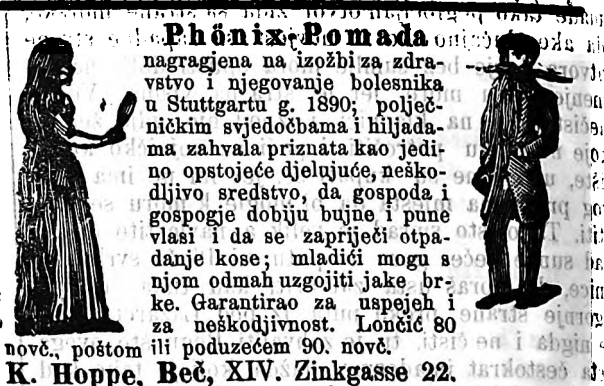 Phönix-Pomada
nagragjena na izožbi za zdra-
vstvo i njegovanje bolesnika
u Stuttgartu g. 1890; polječ-
ničkim svjedočbama i hiljada-
ma zahvala priznata kao jedi-
no opstojeće djelujuće, neško-
dljivo sredstvo, da gospoda i
gospogje dobiju bujne i pune
vlasi i da se zapriječi otpa-
danje kose; mladići mogu s
njom odmah uzgojiti jake br-
ke. Garantirao za uspejeh i
za neškodjivnost. Lončić 80
novč., poštom ili poduzećem 90. novč.
K. Hoppe, Beč, XIV. Zinkgasse 22.